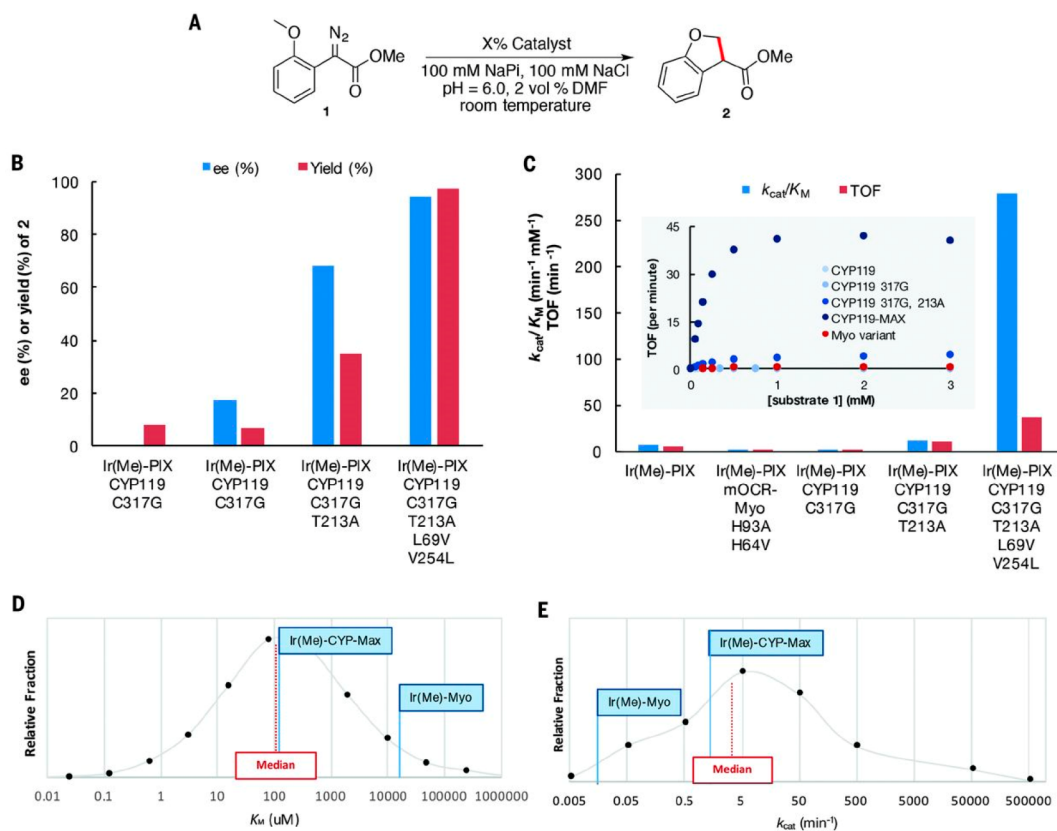 A
O
N₂
OMe
O
1
X% Catalyst
100 mM NaPi, 100 mM NaCl
pH = 6.0, 2 vol % DMF
room temperature
O
OMe
O
2
B
ee (%)
Yield (%)
ee (%) or yield (%) of 2
100
80
60
40
20
0
Ir(Me)-PIX
CYP119
C317G
Ir(Me)-PIX
CYP119
C317G
Ir(Me)-PIX
CYP119
C317G
T213A
Ir(Me)-PIX
CYP119
C317G
T213A
L69V
V254L
C
kcat/KM
TOF
kcat/KM (min⁻¹ mM⁻¹)
TOF (min⁻¹)
300
250
200
150
100
50
0
TOF (per minute)
45
30
15
0
0
1
2
3
[substrate 1] (mM)
CYP119
CYP119 317G
CYP119 317G, 213A
CYP119-MAX
Myo variant
Ir(Me)-PIX
Ir(Me)-PIX
mOCR-
Myo
H93A
H64V
Ir(Me)-PIX
CYP119
C317G
Ir(Me)-PIX
CYP119
C317G
T213A
Ir(Me)-PIX
CYP119
C317G
T213A
L69V
V254L
D
Relative Fraction
Ir(Me)-CYP-Max
Ir(Me)-Myo
Median
0.01 0.1 1 10 100 1000 10000 100000 1000000
KM (uM)
E
Relative Fraction
Ir(Me)-CYP-Max
Ir(Me)-Myo
Median
0.005 0.05 0.5 5 50 500 5000 50000 500000
kcat (min⁻¹)